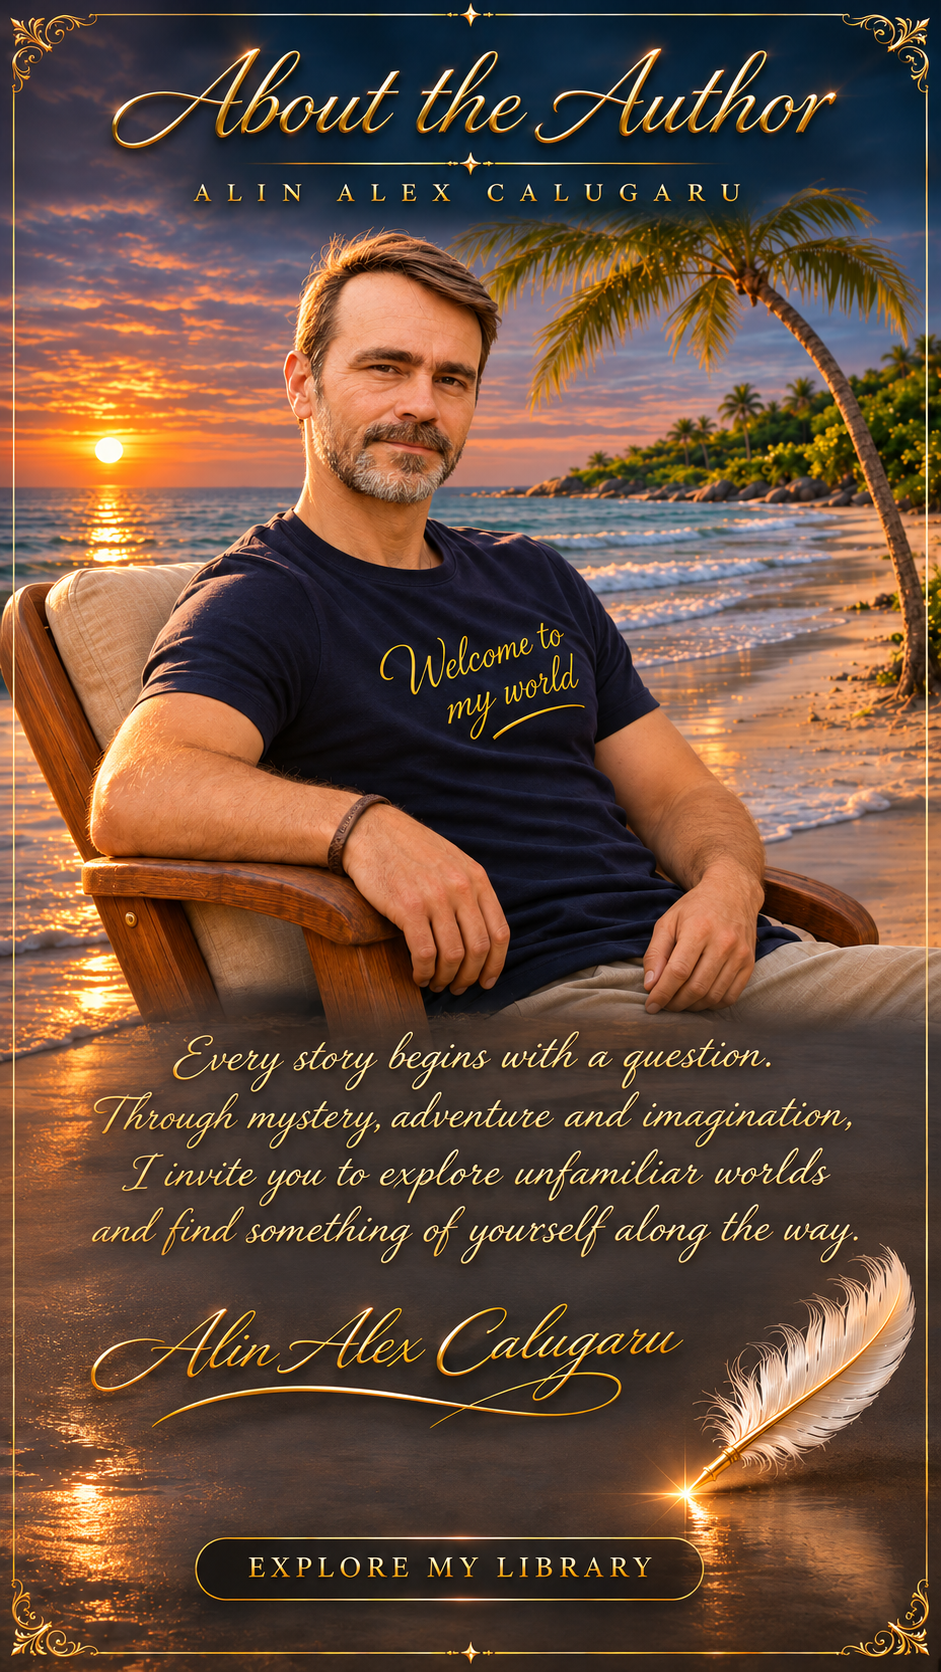 About the Author
ALIN ALEX CALUGARU
Welcome to
my world
Every story begins with a question.
Through mystery, adventure and imagination,
I invite you to explore unfamiliar worlds
and find something of yourself along the way.
Alin Alex Calugaru
EXPLORE MY LIBRARY